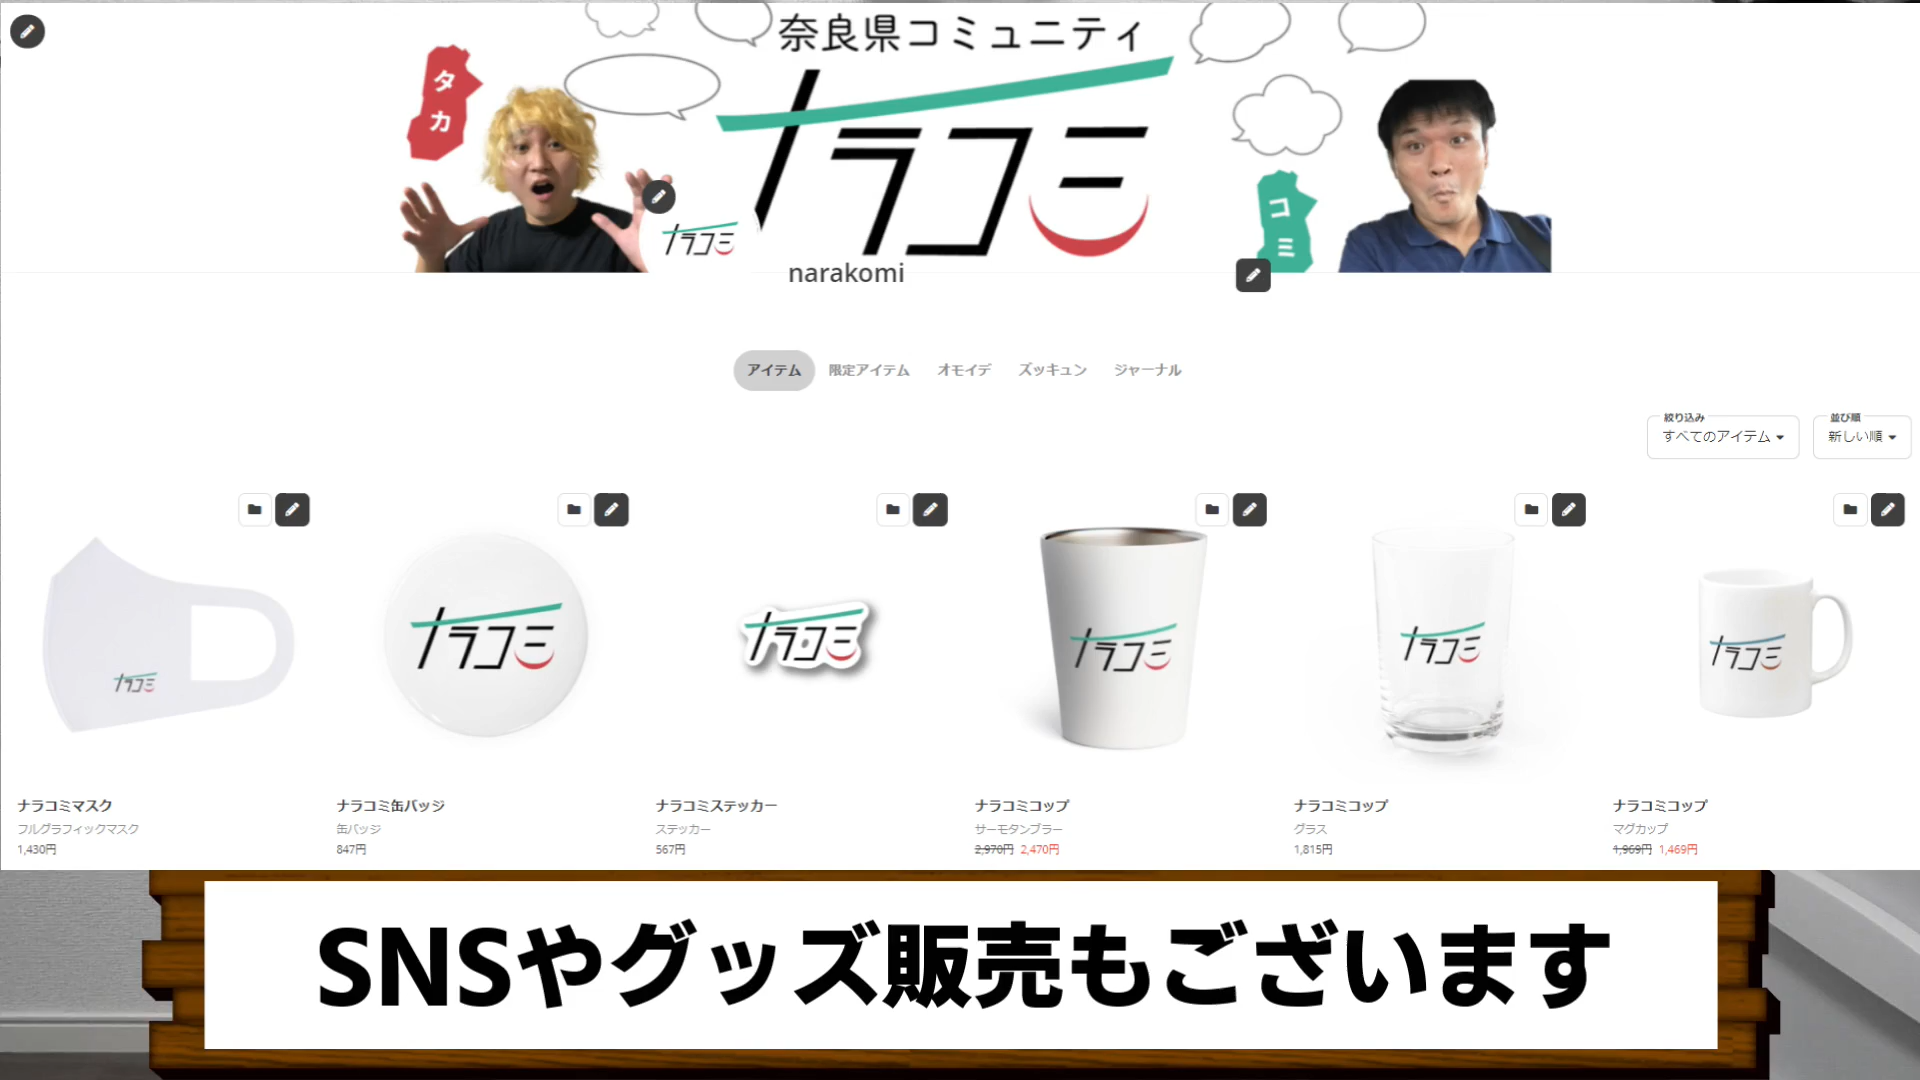 奈良県コミュニティ
タカ
ナラコミ
コミ
ナラコミ
narakomi
アイテム 限定アイテム オモイデ ズッキュン ジャーナル
絞り込み 並び順
すべてのアイテム 新しい順
ナラコミ ナラコミ ナラコミ ナラコミ ナラコミ ナラコミ
ナラコミマスク ナラコミ缶バッジ ナラコミステッカー ナラコミコップ ナラコミコップ ナラコミコップ
フルグラフィックマスク 缶バッジ ステッカー サーモタンブラー グラス マグカップ
1,430円 847円 567円 2,970円 2,470円 1,815円 1,969円 1,469円
SNSやグッズ販売もございます